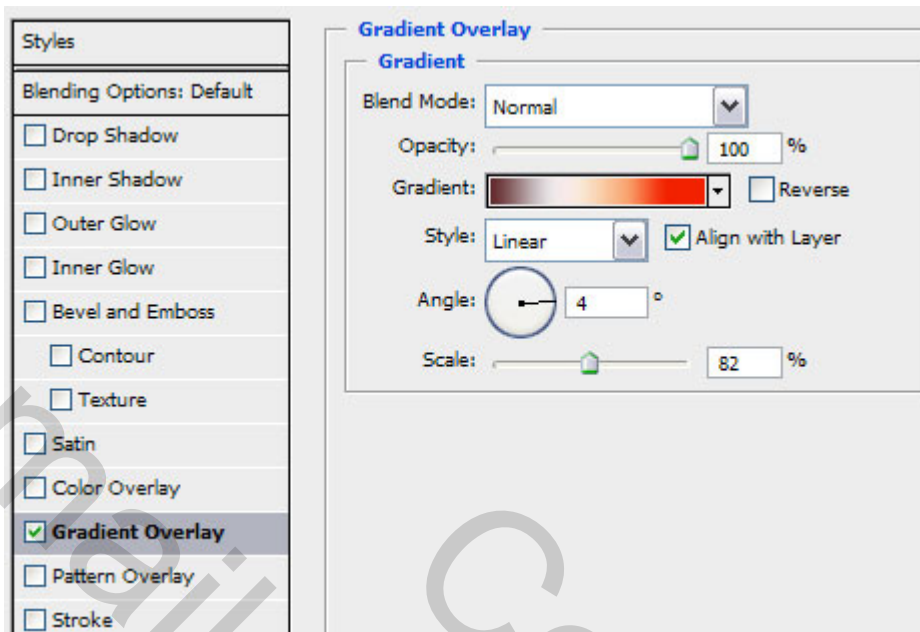 Styles
Blending Options: Default
Drop Shadow
Inner Shadow
Outer Glow
Inner Glow
Bevel and Emboss
Contour
Texture
Satin
Color Overlay
Gradient Overlay
Pattern Overlay
Stroke
Gradient Overlay
Gradient
Blend Mode: Normal
Opacity: 100 %
Gradient: Reverse
Style: Linear Align with Layer
Angle: 4 °
Scale: 82 %